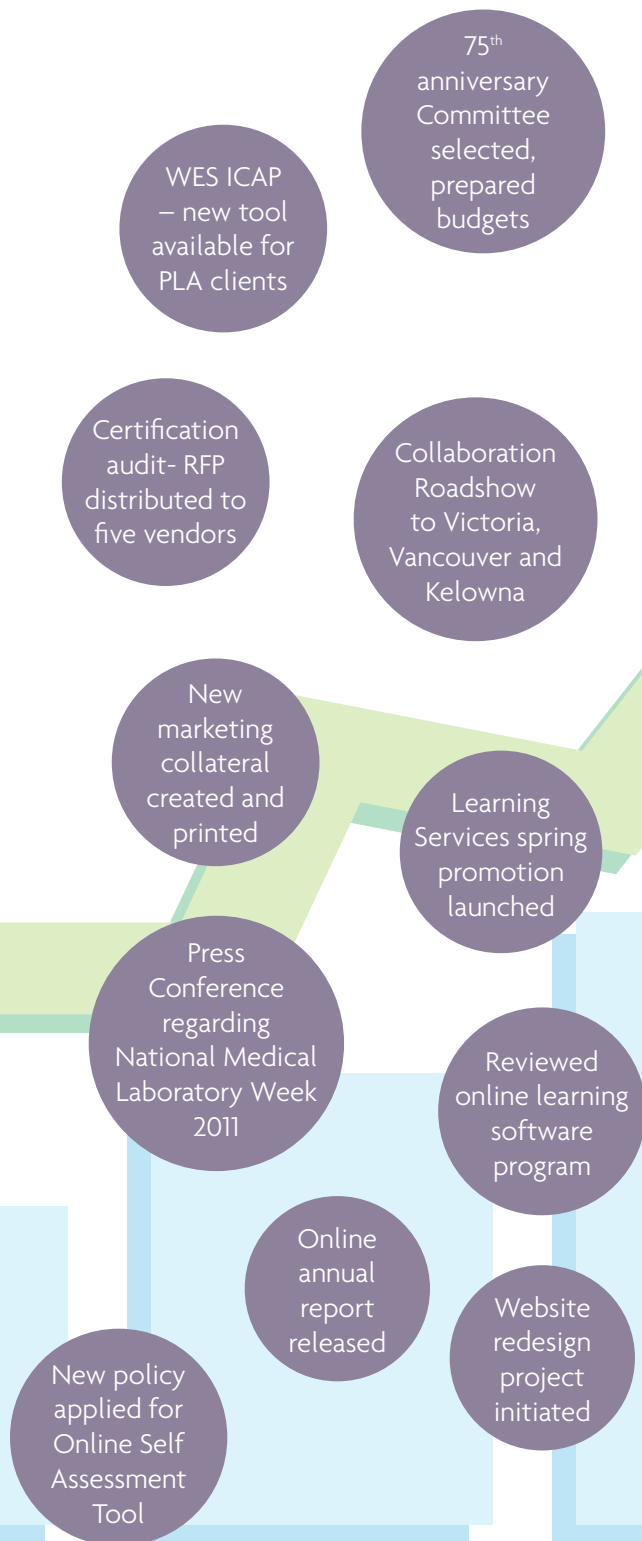 75th
anniversary
Committee
selected,
prepared
budgets
WES ICAP
– new tool
available for
PLA clients
Certification
audit- RFP
distributed to
five vendors
Collaboration
Roadshow
to Victoria,
Vancouver and
Kelowna
New
marketing
collateral
created and
printed
Learning
Services spring
promotion
launched
Press
Conference
regarding
National Medical
Laboratory Week
2011
Reviewed
online learning
software
program
Online
annual
report
released
Website
redesign
project
initiated
New policy
applied for
Online Self
Assessment
Tool